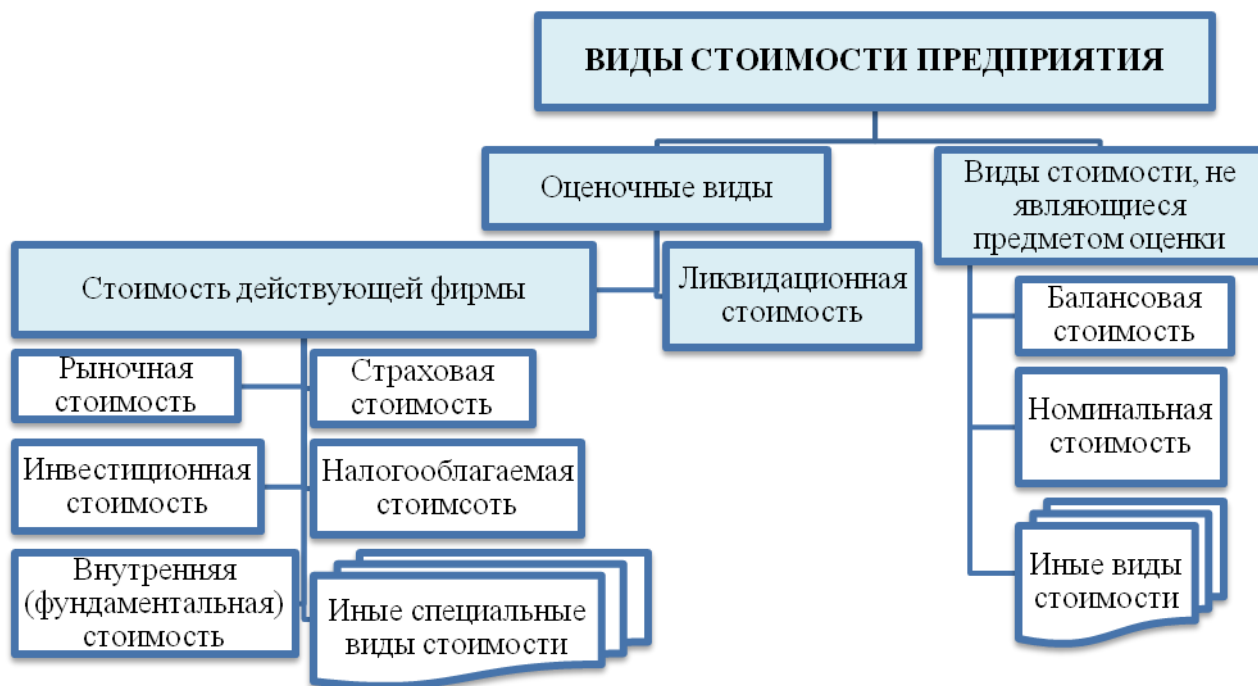 ВИДЫ СТОИМОСТИ ПРЕДПРИЯТИЯ
Оценочные виды
Виды стоимости, не
являющиеся
предметом оценки
Стоимость действующей фирмы
Ликвидационная
стоимость
Балансовая
стоимость
Рыночная
стоимость
Страховая
стоимость
Номинальная
стоимость
Инвестиционная
стоимость
Налогооблагаемая
стоимсоть
Внутренняя
(фундаментальная)
стоимость
Иные специальные
виды стоимости
Иные виды
стоимости